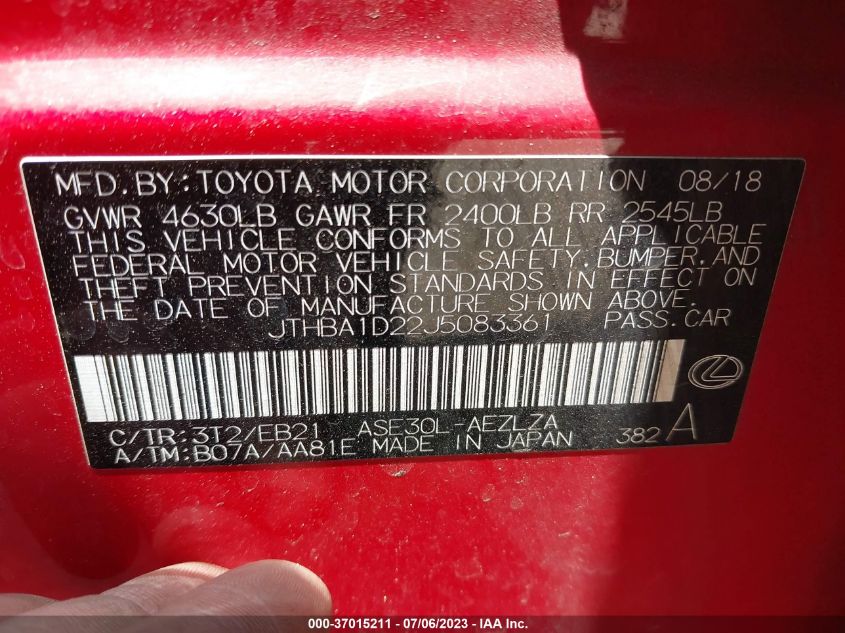 MFD. BY: TOYOTA MOTOR CORPORATION 08/18
GVWR 4630LB GAWR FR 2400LB RR 2545LB
THIS VEHICLE CONFORMS TO ALL APPLICABLE
FEDERAL MOTOR VEHICLE SAFETY, BUMPER, AND
THEFT PREVENTION STANDARDS IN EFFECT ON
THE DATE OF MANUFACTURE SHOWN ABOVE.
JTHBA1D22J5083361 PASS. CAR
C/TR: 3T2/EB21 ASE30L-AEZLZA
A/TM: B07A/AA81E MADE IN JAPAN 382 A
000-37015211 - 07/06/2023 - IAA Inc.